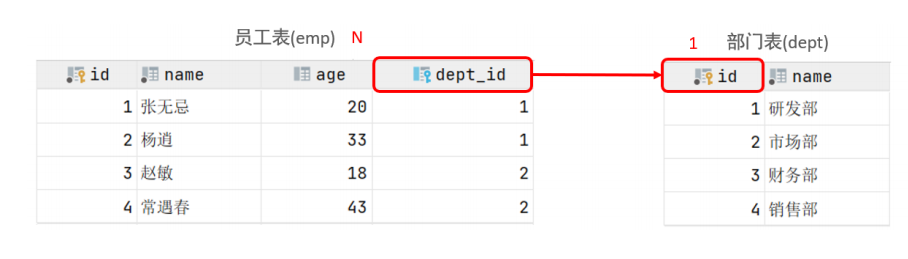 员工表(emp) N 1 部门表(dept)
id name age dept_id id name
1 张无忌 20 1 1 研发部
2 杨逍 33 1 2 市场部
3 赵敏 18 2 3 财务部
4 常遇春 43 2 4 销售部